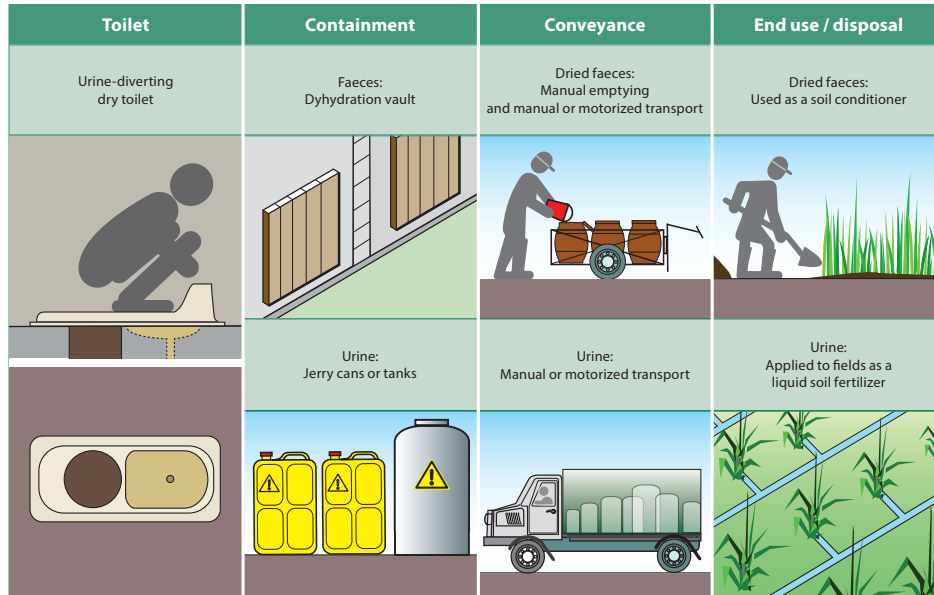 Toilet
Containment
Conveyance
End use / disposal
Urine-diverting
dry toilet
Faeces:
Dyhydration vault
Dried faeces:
Manual emptying
and manual or motorized transport
Dried faeces:
Used as a soil conditioner
Urine:
Jerry cans or tanks
Urine:
Manual or motorized transport
Urine:
Applied to fields as a
liquid soil fertilizer